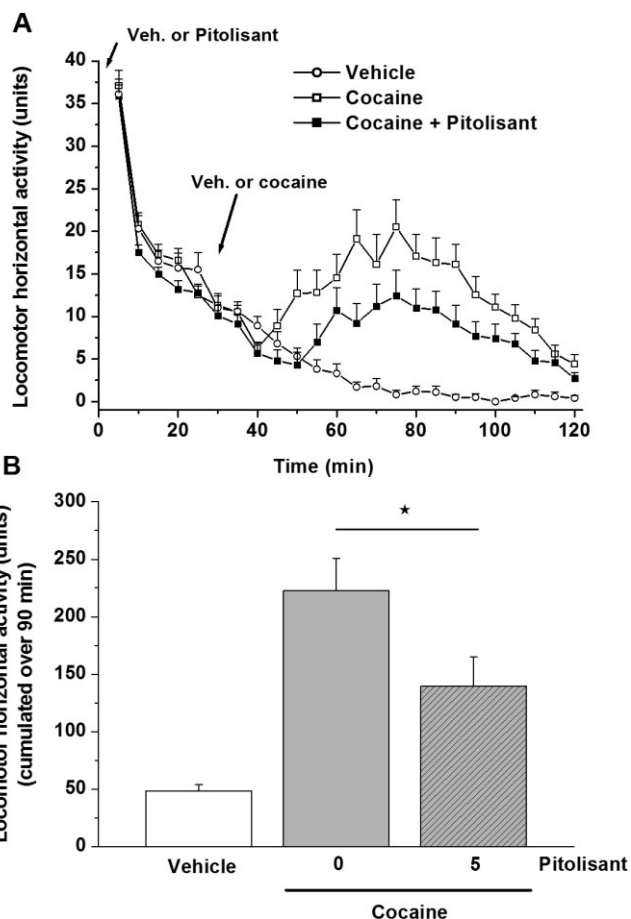 A
Veh. or Pitolisant
Vehicle
Cocaine
Cocaine + Pitolisant
Veh. or cocaine
Locomotor horizontal activity (units)
40
35
30
25
20
15
10
5
0
0 20 40 60 80 100 120
Time (min)
B
Locomotor horizontal activity (units)
(cumulated over 90 min)
300
250
200
150
100
50
0
★
Vehicle 0 5 Pitolisant
Cocaine